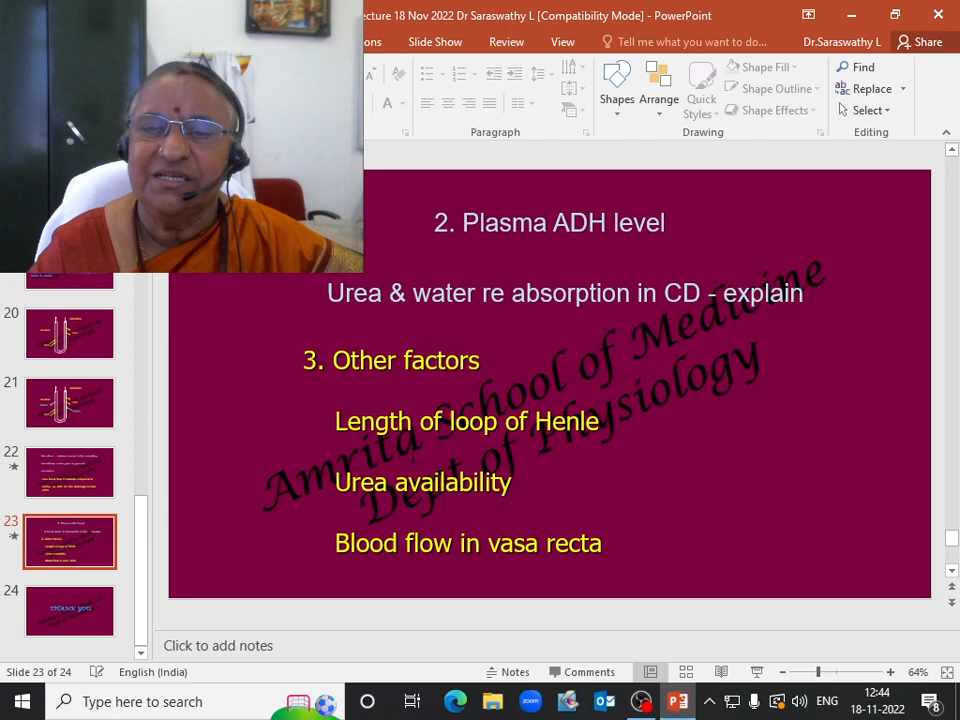 ecture 18 Nov 2022 Dr Saraswathy L [Compatibility Mode] - PowerPoint
ons Slide Show Review View Tell me what you want to do... Dr.Saraswathy L Share
Shapes Arrange Quick Styles
Shape Fill
Shape Outline
Shape Effects
Find
Replace
Select
Paragraph Drawing Editing
2. Plasma ADH level
Urea & water re absorption in CD - explain
3. Other factors
Length of loop of Henle
Urea availability
Blood flow in vasa recta
Amrita School of Medicine
Dept of Physiology
20
21
22
23
24
THANK YOU
Click to add notes
Slide 23 of 24 English (India) Notes Comments 64%
Type here to search
zoom
ENG
12:44
18-11-2022
8